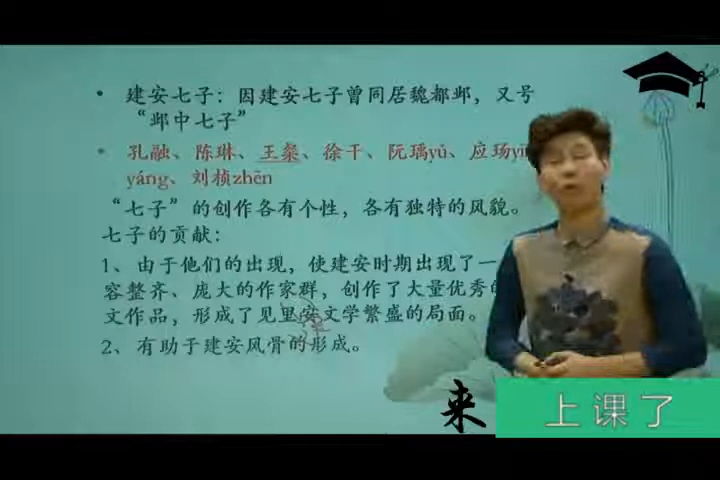 建安七子：因建安七子曾同居魏都邺，又号
“邺中七子”
孔融、陈琳、王粲、徐干、阮瑀yǔ、应玚
yáng、刘桢zhēn
“七子”的创作各有个性，各有独特的风貌。
七子的贡献：
1、由于他们的出现，使建安时期出现了一
容整齐、庞大的作家群，创作了大量优秀的
文作品，形成了见里安文学繁盛的局面。
2、有助于建安风骨的形成。
来 上课了